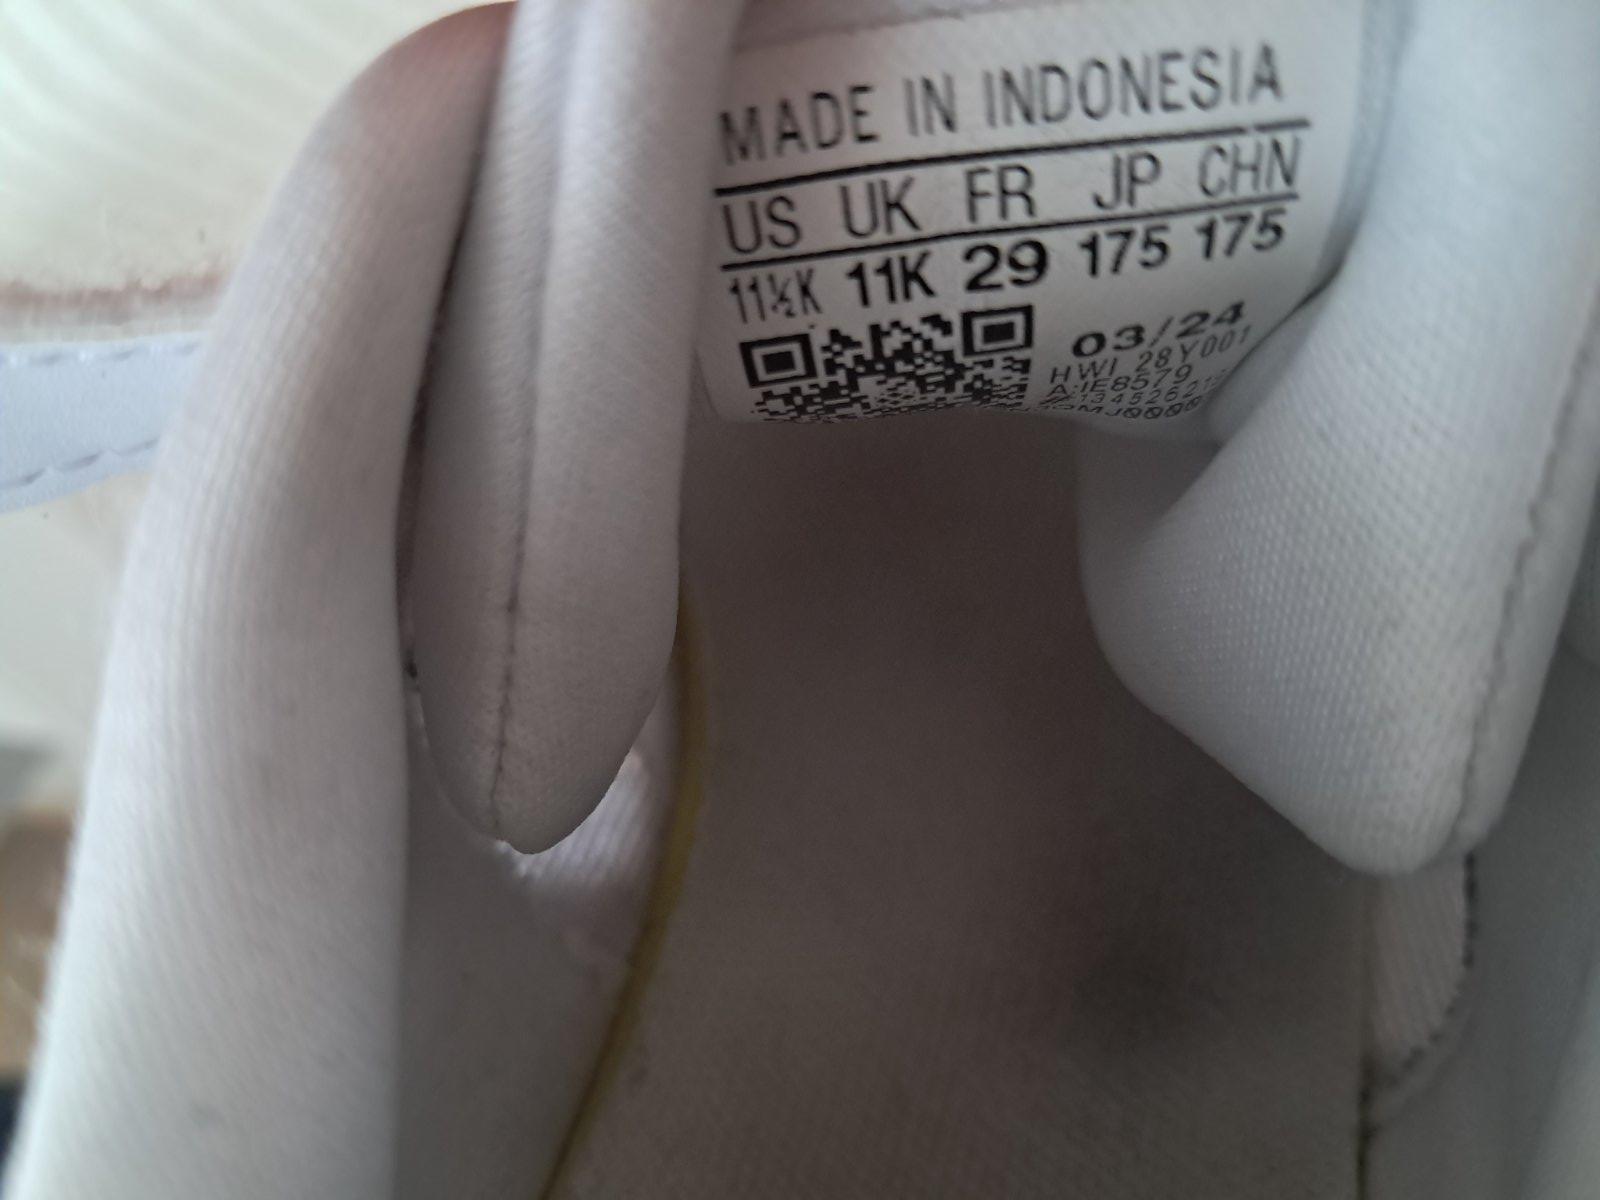 MADE IN INDONESIA
US UK FR JP CHN
11½K 11K 29 175 175
03/24
HWI 28Y001
A:IE8579